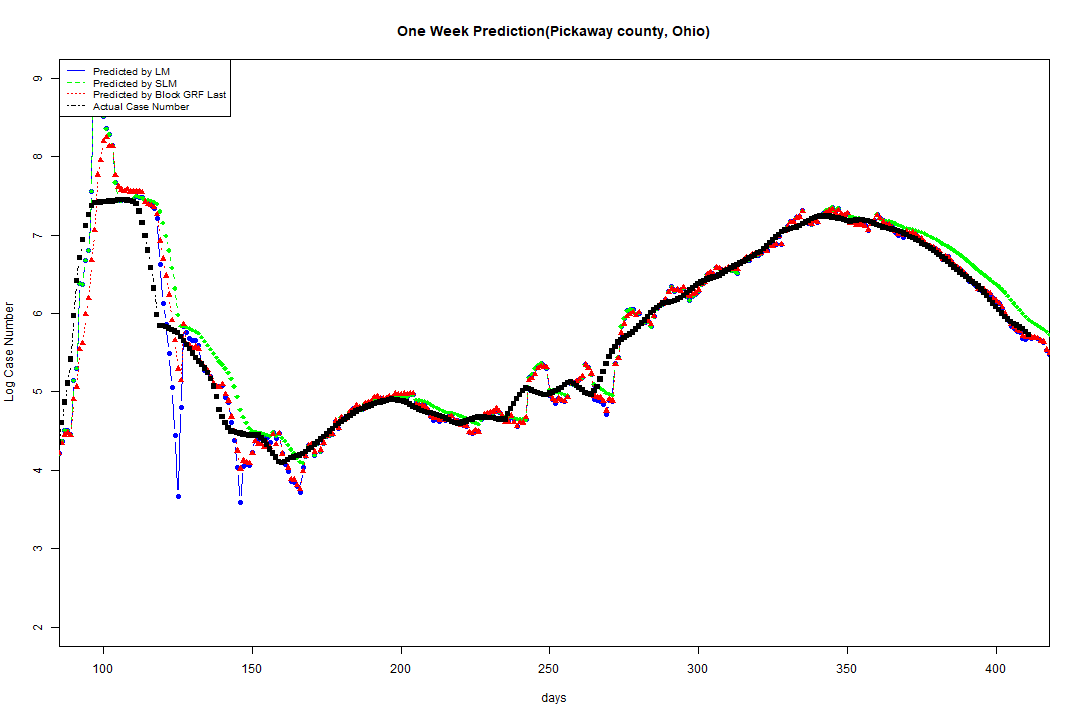 One Week Prediction(Pickaway county, Ohio)
Predicted by LM
Predicted by SLM
Predicted by Block GRF Last
Actual Case Number
Log Case Number
9
8
7
6
5
4
3
2
100 150 200 250 300 350 400
days